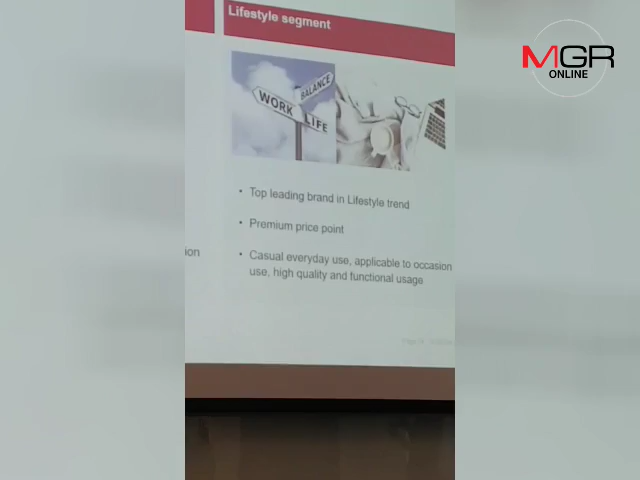 Lifestyle segment
MGR
ONLINE
BALANCE
WORK
LIFE
• Top leading brand in Lifestyle trend
• Premium price point
• Casual everyday use, applicable to occasion
use, high quality and functional usage
ion